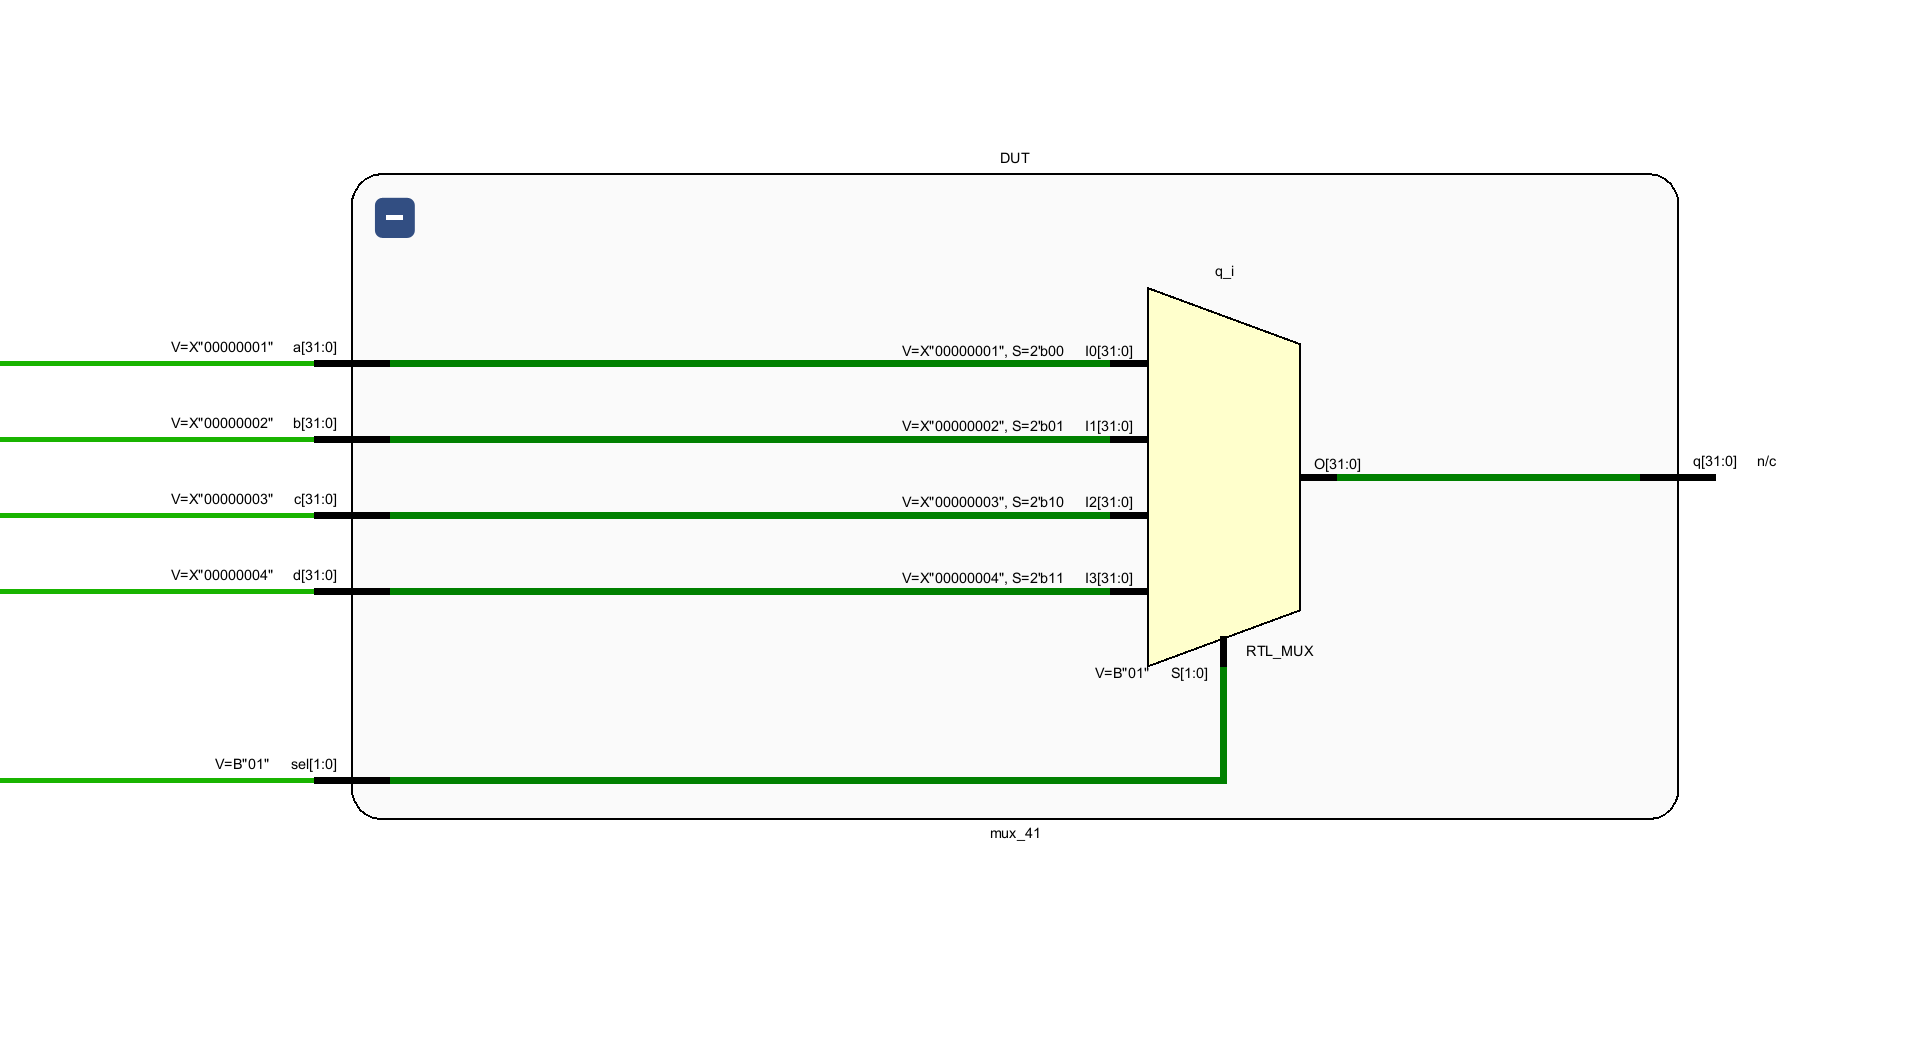 DUT
q_i
V=X"00000001" a[31:0]
V=X"00000001", S=2'b00 I0[31:0]
V=X"00000002" b[31:0]
V=X"00000002", S=2'b01 I1[31:0]
O[31:0]
q[31:0] n/c
V=X"00000003" c[31:0]
V=X"00000003", S=2'b10 I2[31:0]
V=X"00000004" d[31:0]
V=X"00000004", S=2'b11 I3[31:0]
RTL_MUX
V=B"01" S[1:0]
V=B"01" sel[1:0]
mux_41